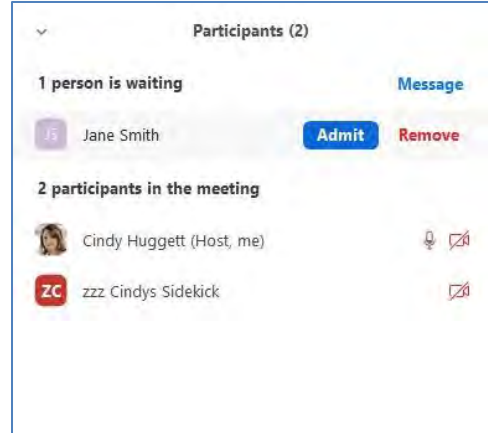 Participants (2)
1 person is waiting Message
JS Jane Smith Admit Remove
2 participants in the meeting
Cindy Huggett (Host, me)
ZC zzz Cindys Sidekick